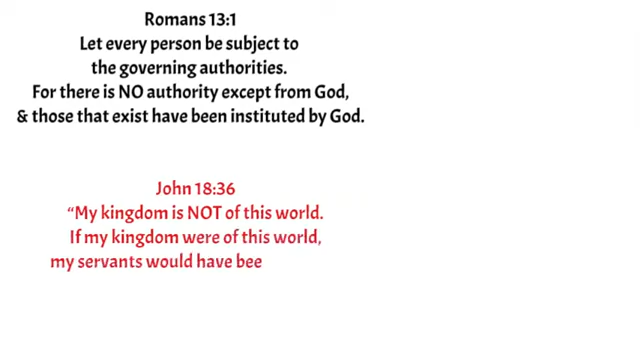 Romans 13:1
Let every person be subject to
the governing authorities.
For there is NO authority except from God,
& those that exist have been instituted by God.
John 18:36
“My kingdom is NOT of this world.
If my kingdom were of this world,
my servants would have bee